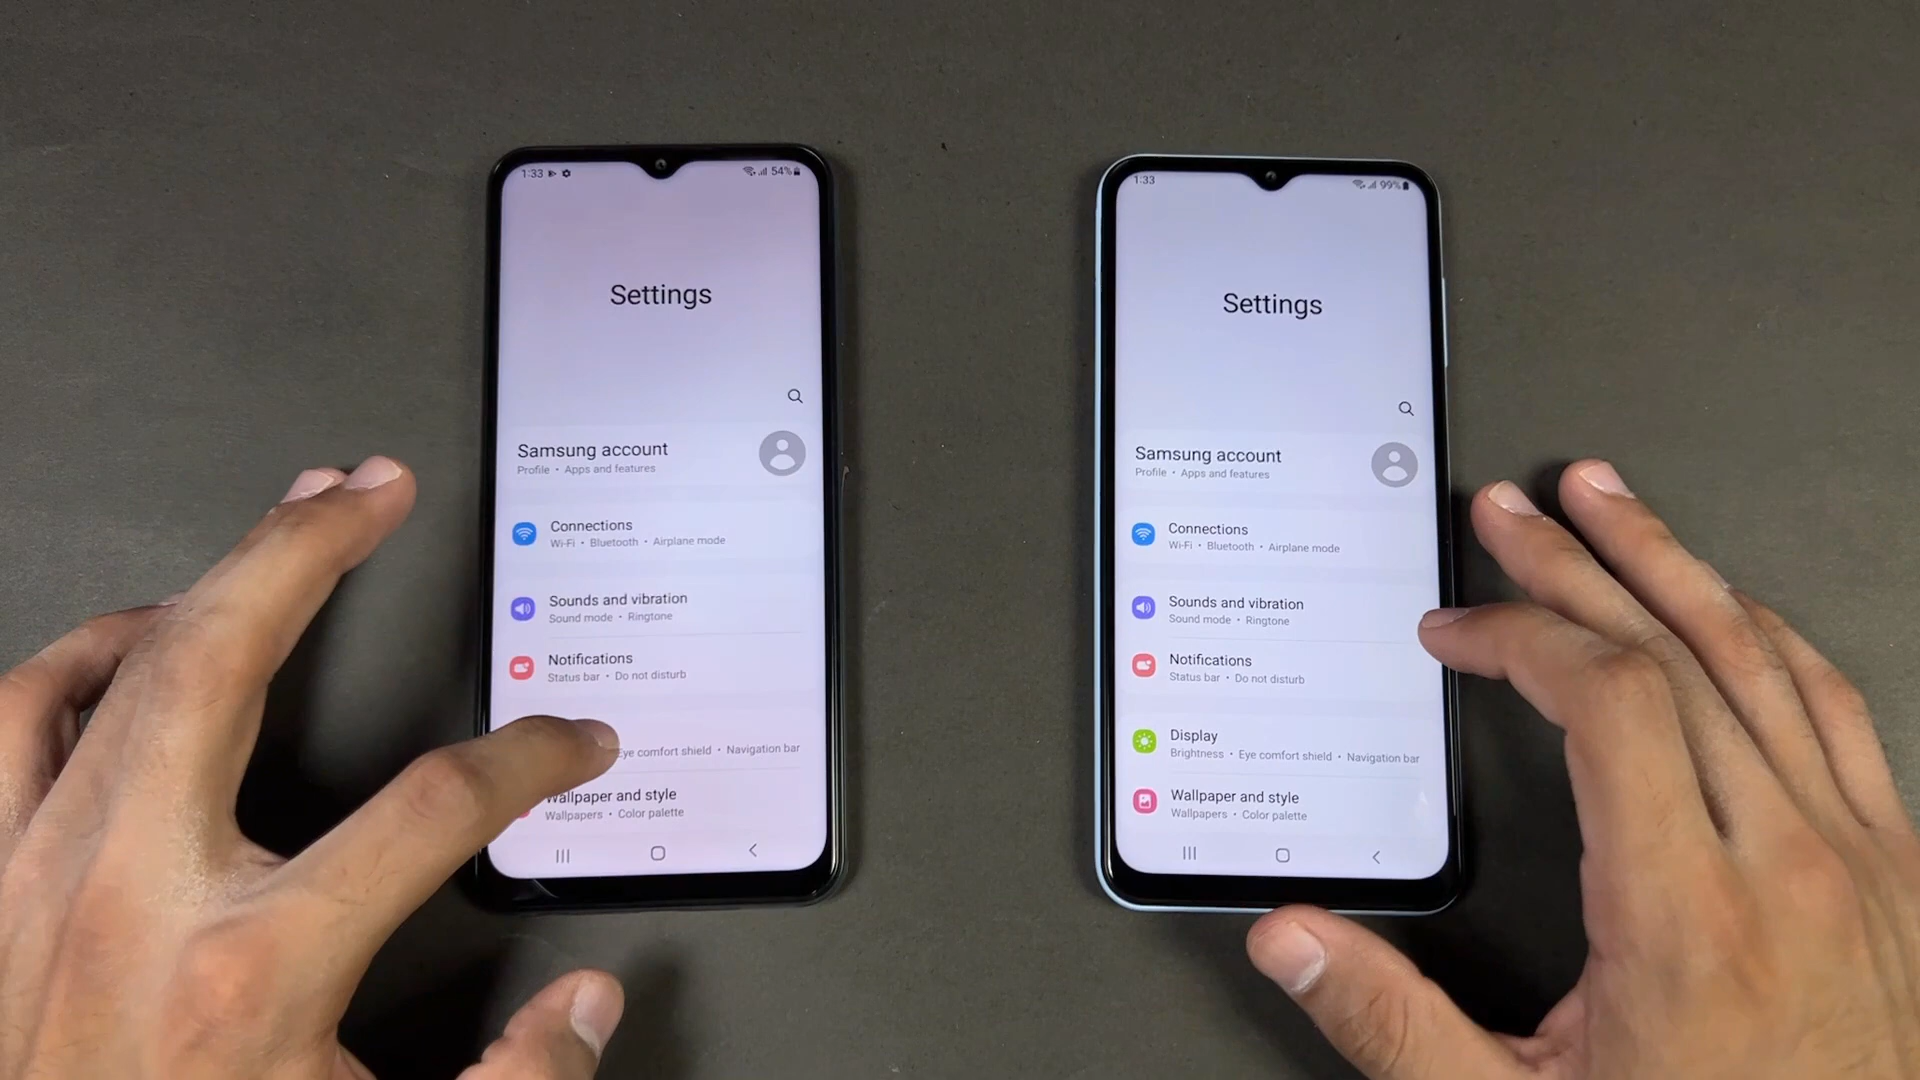 1:33
54%
Settings
Samsung account
Profile • Apps and features
Connections
Wi-Fi • Bluetooth • Airplane mode
Sounds and vibration
Sound mode • Ringtone
Notifications
Status bar • Do not disturb
Eye comfort shield • Navigation bar
Wallpaper and style
Wallpapers • Color palette
1:33
99%
Settings
Samsung account
Profile • Apps and features
Connections
Wi-Fi • Bluetooth • Airplane mode
Sounds and vibration
Sound mode • Ringtone
Notifications
Status bar • Do not disturb
Display
Brightness • Eye comfort shield • Navigation bar
Wallpaper and style
Wallpapers • Color palette